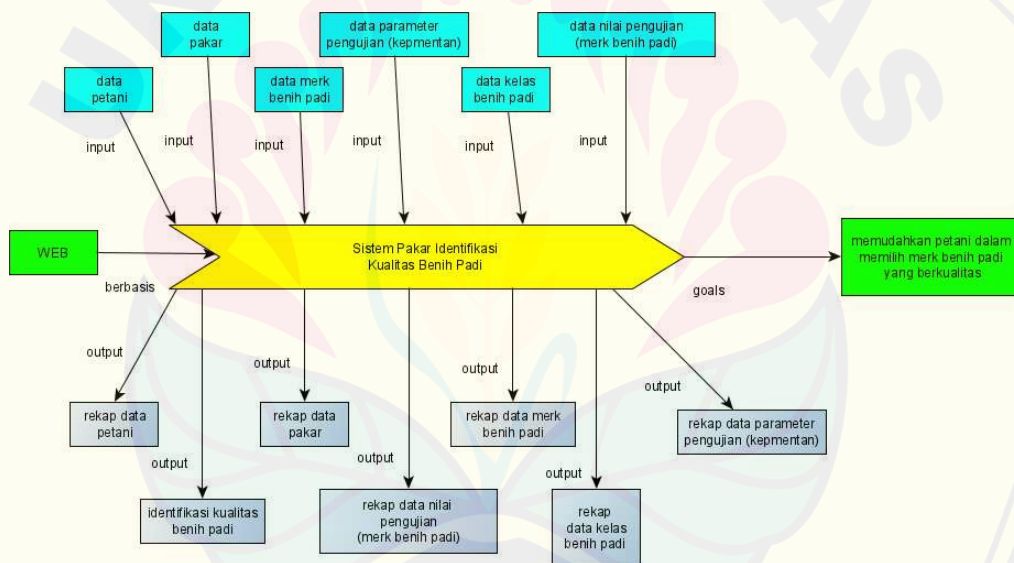 data
pakar
data parameter
pengujian (kepmentan)
data nilai pengujian
(merk benih padi)
data
petani
data merk
benih padi
data kelas
benih padi
input
input
input
input
input
input
WEB
Sistem Pakar Identifikasi
Kualitas Benih Padi
memudahkan petani dalam
memilih merk benih padi
yang berkualitas
berbasis
goals
output
output
output
output
rekap data
petani
rekap data
pakar
rekap data merk
benih padi
rekap data parameter
pengujian (kepmentan)
output
output
output
identifikasi kualitas
benih padi
rekap data nilai
pengujian
(merk benih padi)
rekap
data kelas
benih padi